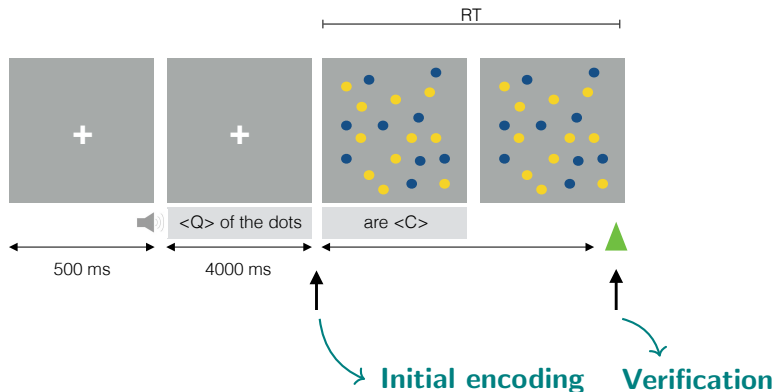 RT
<Q> of the dots
are <C>
500 ms
4000 ms
Initial encoding
Verification